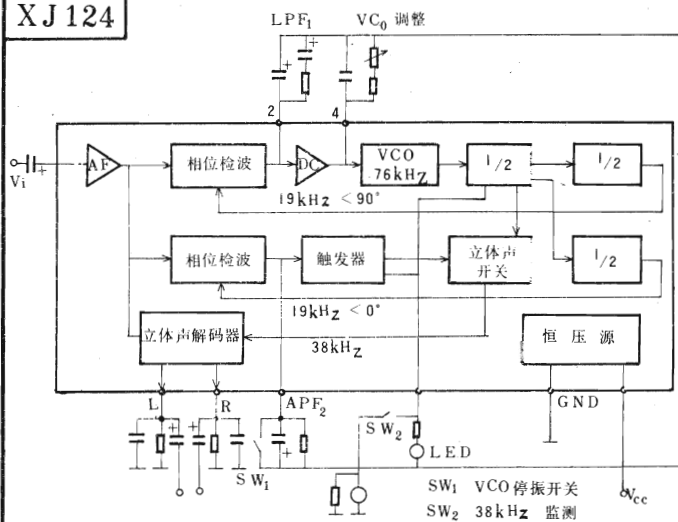 XJ124
LPF₁
VC₀ 调整
2
4
Vi
AF
相位检波
DC
VCO
76kHz
1/2
1/2
19kHz <90°
相位检波
触发器
立体声
开关
1/2
19kHz <0°
立体声解码器
38kHz
恒压源
L
R
APF₂
GND
SW₁
SW₂
LED
Vcc
SW₁ VCO停振开关
SW₂ 38kHz 监测